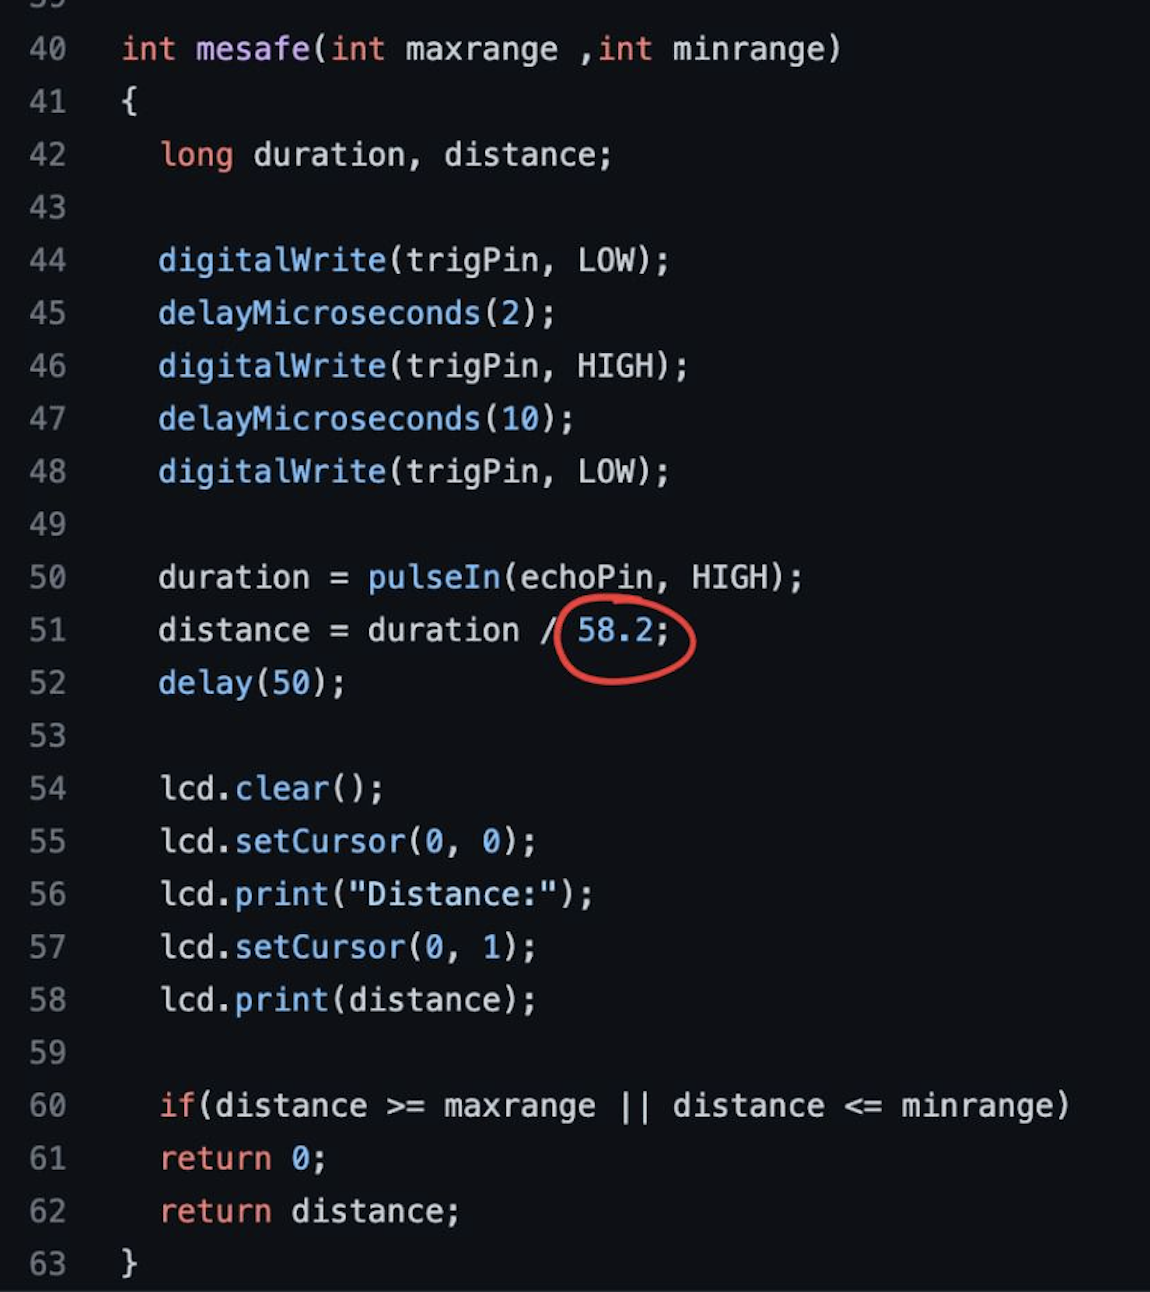 40 int mesafe(int maxrange ,int minrange)
41 {
42 long duration, distance;
43
44 digitalWrite(trigPin, LOW);
45 delayMicroseconds(2);
46 digitalWrite(trigPin, HIGH);
47 delayMicroseconds(10);
48 digitalWrite(trigPin, LOW);
49
50 duration = pulseIn(echoPin, HIGH);
51 distance = duration / 58.2;
52 delay(50);
53
54 lcd.clear();
55 lcd.setCursor(0, 0);
56 lcd.print("Distance:");
57 lcd.setCursor(0, 1);
58 lcd.print(distance);
59
60 if(distance >= maxrange || distance <= minrange)
61 return 0;
62 return distance;
63 }